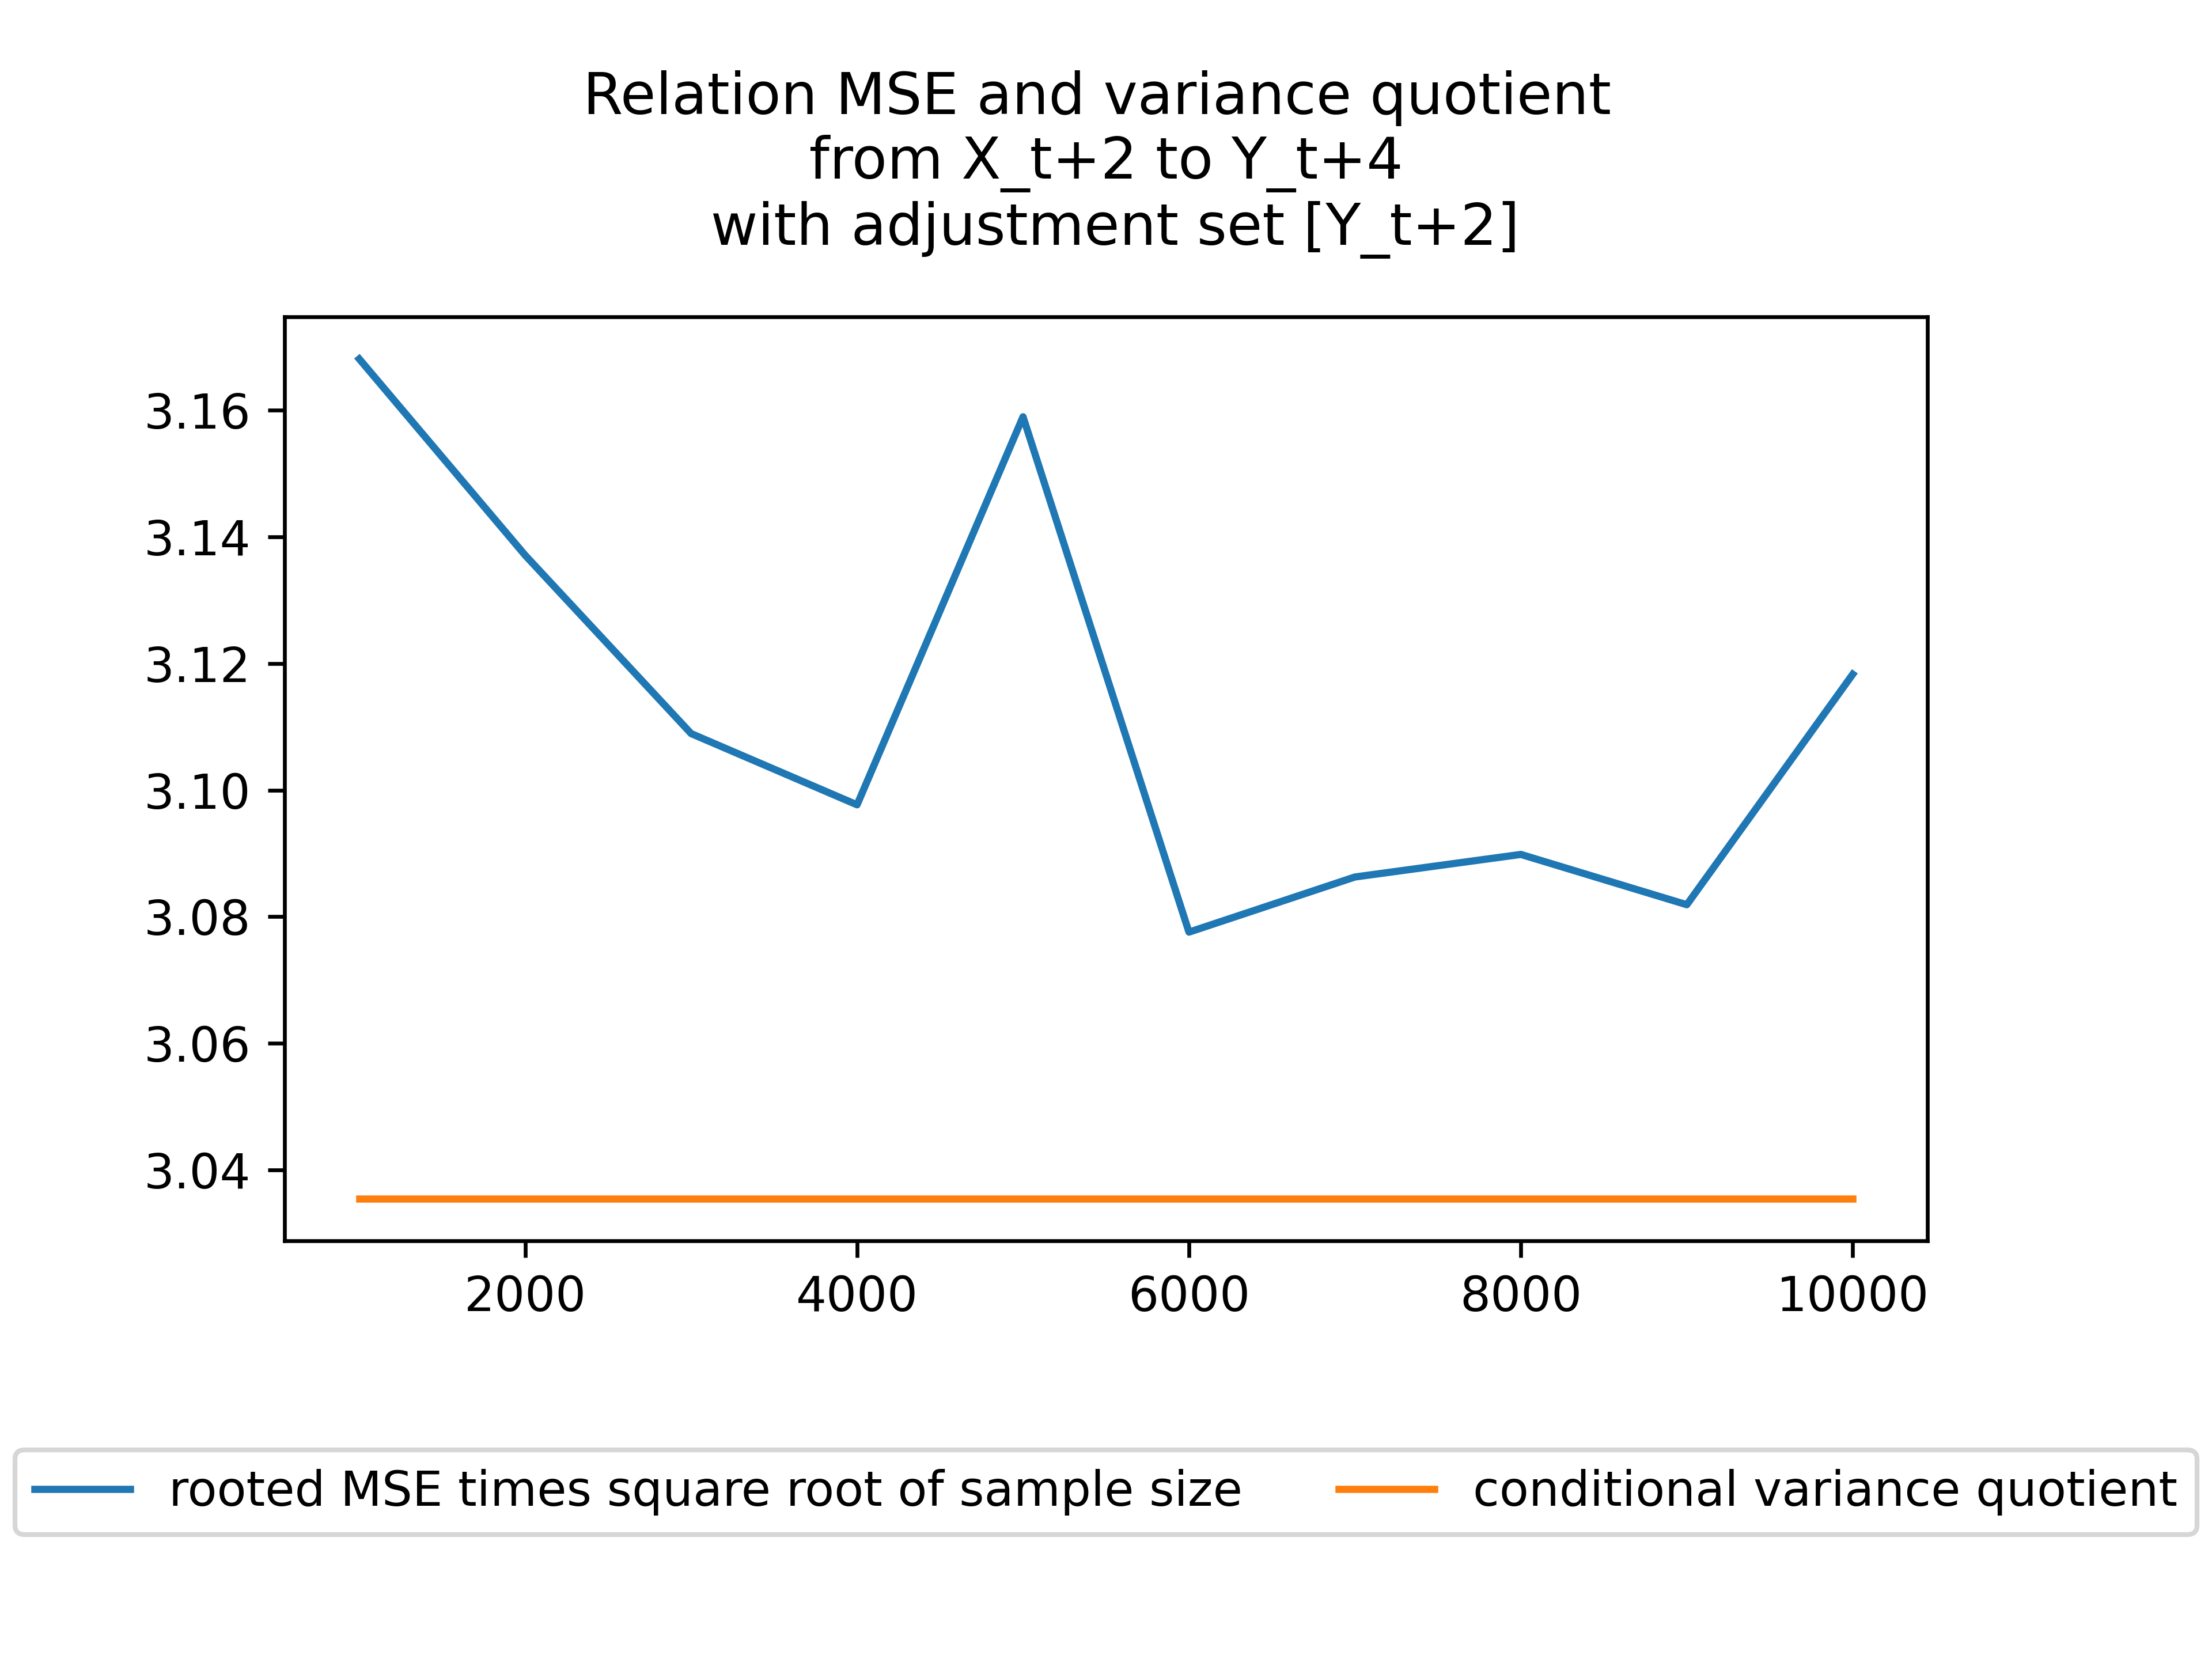 Relation MSE and variance quotient
from X_t+2 to Y_t+4
with adjustment set [Y_t+2]
3.16
3.14
3.12
3.10
3.08
3.06
3.04
2000 4000 6000 8000 10000
rooted MSE times square root of sample size conditional variance quotient